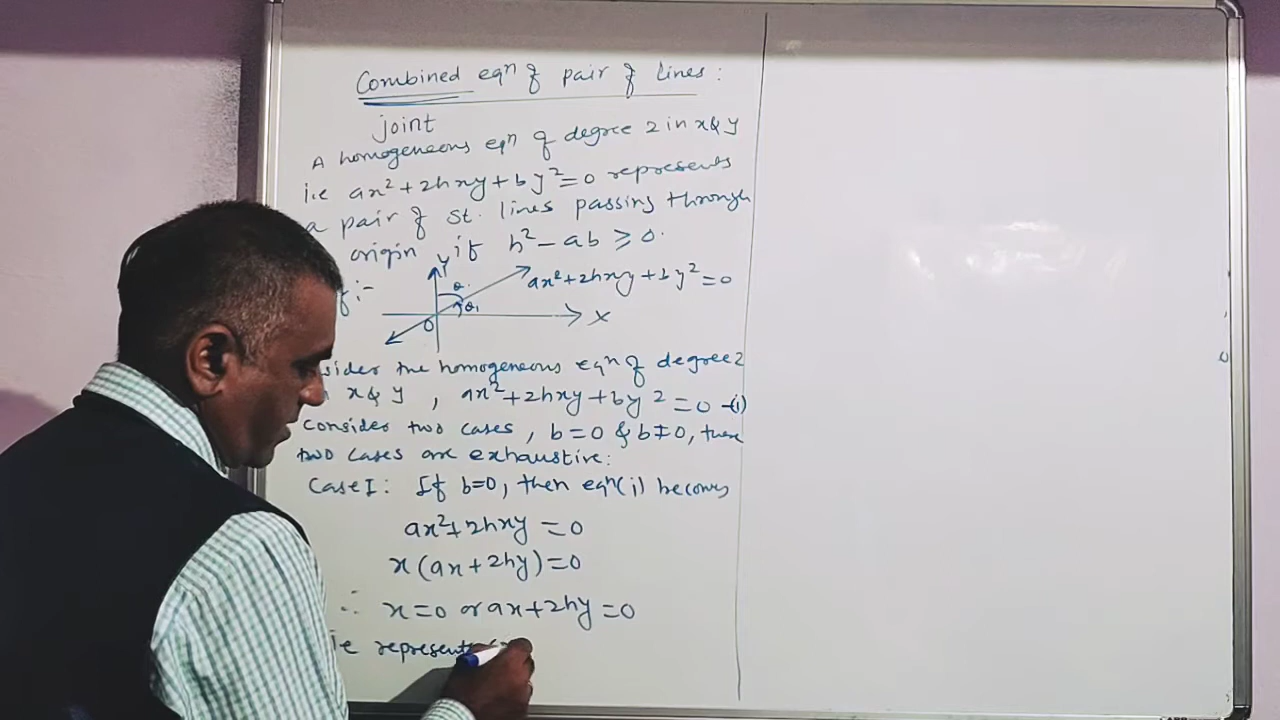 Combined eqⁿ of pair of lines :
joint
A homogeneous eqⁿ of degree 2 in x & y
i.e ax² + 2hxy + by² = 0 represents
a pair of st. lines passing through
origin if h² - ab ≥ 0.
Y
θ
ax² + 2hxy + by² = 0
θ₁
X
O
the homogeneous eqⁿ of degree 2
x & y , ax² + 2hxy + by² = 0 -(i)
Consider two cases , b = 0 & b ≠ 0, these
two cases are exhaustive:
Case I : If b=0, then eqⁿ (i) becomes
ax² + 2hxy = 0
x (ax + 2hy) = 0
∴ x = 0 or ax + 2hy = 0
ie represents